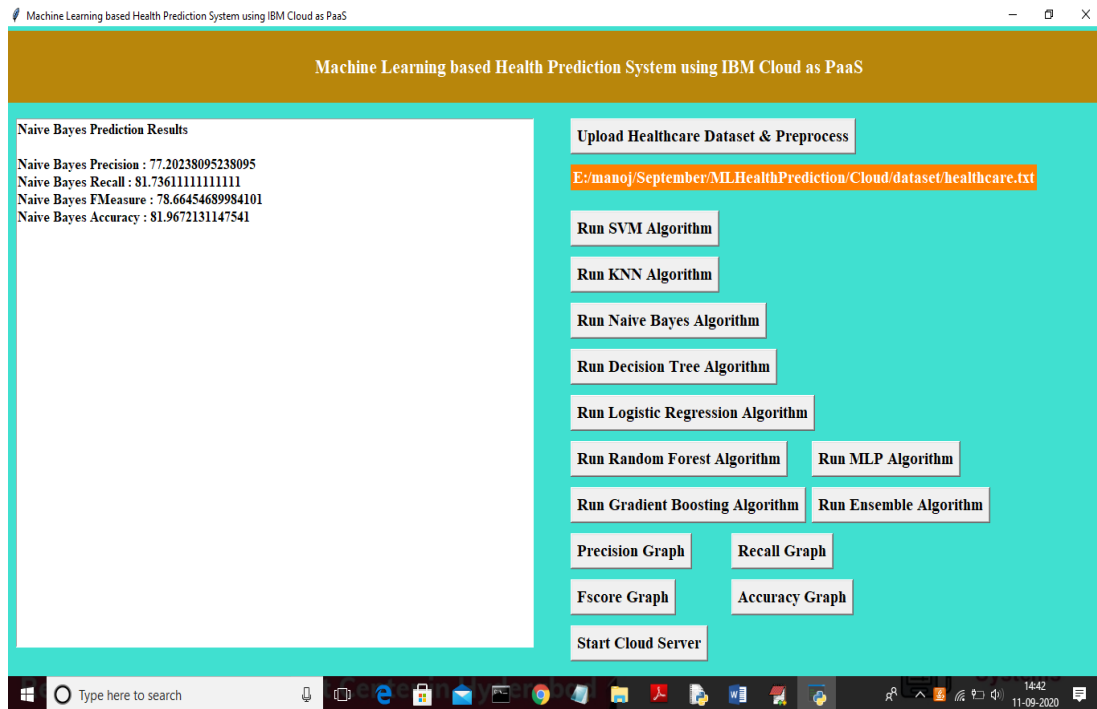 Machine Learning based Health Prediction System using IBM Cloud as PaaS
Machine Learning based Health Prediction System using IBM Cloud as PaaS
Naive Bayes Prediction Results
Naive Bayes Precision : 77.20238095238095
Naive Bayes Recall : 81.73611111111111
Naive Bayes FMeasure : 78.66454689984101
Naive Bayes Accuracy : 81.9672131147541
Upload Healthcare Dataset & Preprocess
E:/manoj/September/MLHealthPrediction/Cloud/dataset/healthcare.txt
Run SVM Algorithm
Run KNN Algorithm
Run Naive Bayes Algorithm
Run Decision Tree Algorithm
Run Logistic Regression Algorithm
Run Random Forest Algorithm Run MLP Algorithm
Run Gradient Boosting Algorithm Run Ensemble Algorithm
Precision Graph Recall Graph
Fscore Graph Accuracy Graph
Start Cloud Server
Type here to search
14:42
11-09-2020